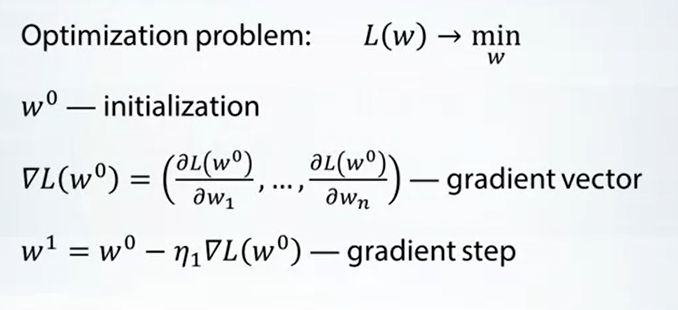 Optimization problem: L(w) → min
w
w⁰ — initialization
∇L(w⁰) = (∂L(w⁰)/∂w₁, ..., ∂L(w⁰)/∂wₙ) — gradient vector
w¹ = w⁰ − η₁∇L(w⁰) — gradient step